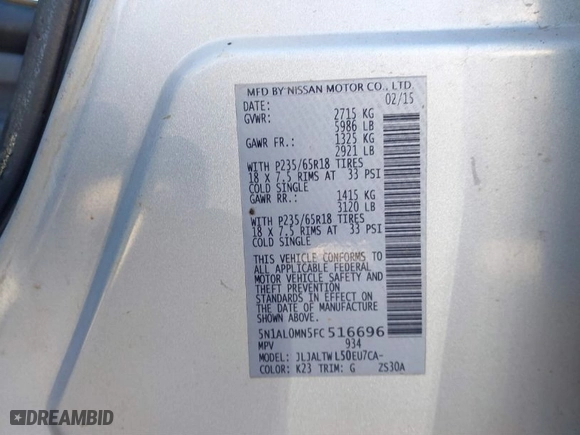 MFD BY NISSAN MOTOR CO., LTD.
DATE: 02/15
GVWR: 2715 KG
5986 LB
GAWR FR.: 1325 KG
2921 LB
WITH P235/65R18 TIRES
18 X 7.5 RIMS AT 33 PSI
COLD SINGLE
GAWR RR.: 1415 KG
3120 LB
WITH P235/65R18 TIRES
18 X 7.5 RIMS AT 33 PSI
COLD SINGLE
THIS VEHICLE CONFORMS TO
ALL APPLICABLE FEDERAL
MOTOR VEHICLE SAFETY AND
THEFT PREVENTION
STANDARDS IN EFFECT ON
THE DATE OF MANUFACTURE
SHOWN ABOVE.
5N1AL0MN5FC 516696
MPV 934
MODEL: JLJALTWL50EU7CA-
COLOR: K23 TRIM: G ZS30A
DREAMBID